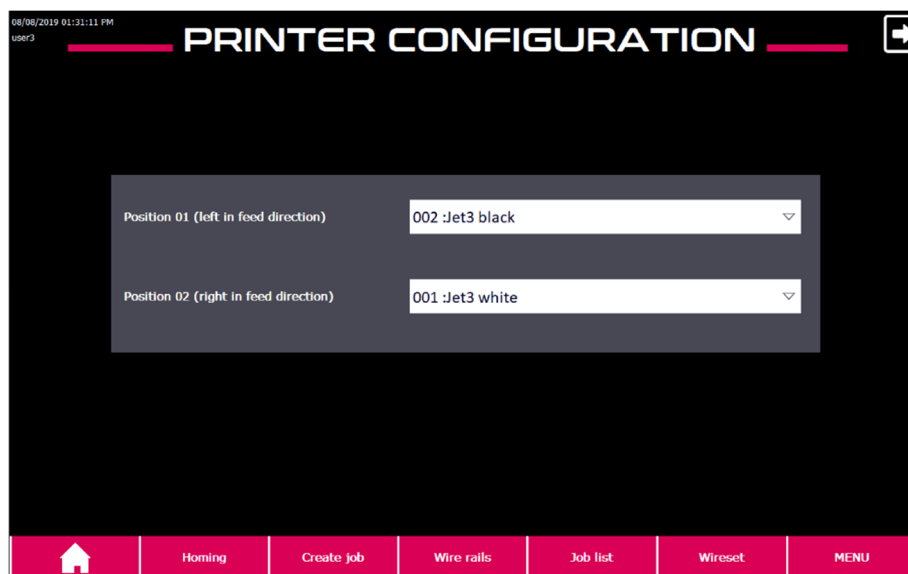 08/08/2019 01:31:11 PM
user3
PRINTER CONFIGURATION
Position 01 (left in feed direction)
002 :Jet3 black
Position 02 (right in feed direction)
001 :Jet3 white
Homing
Create job
Wire rails
Job list
Wireset
MENU